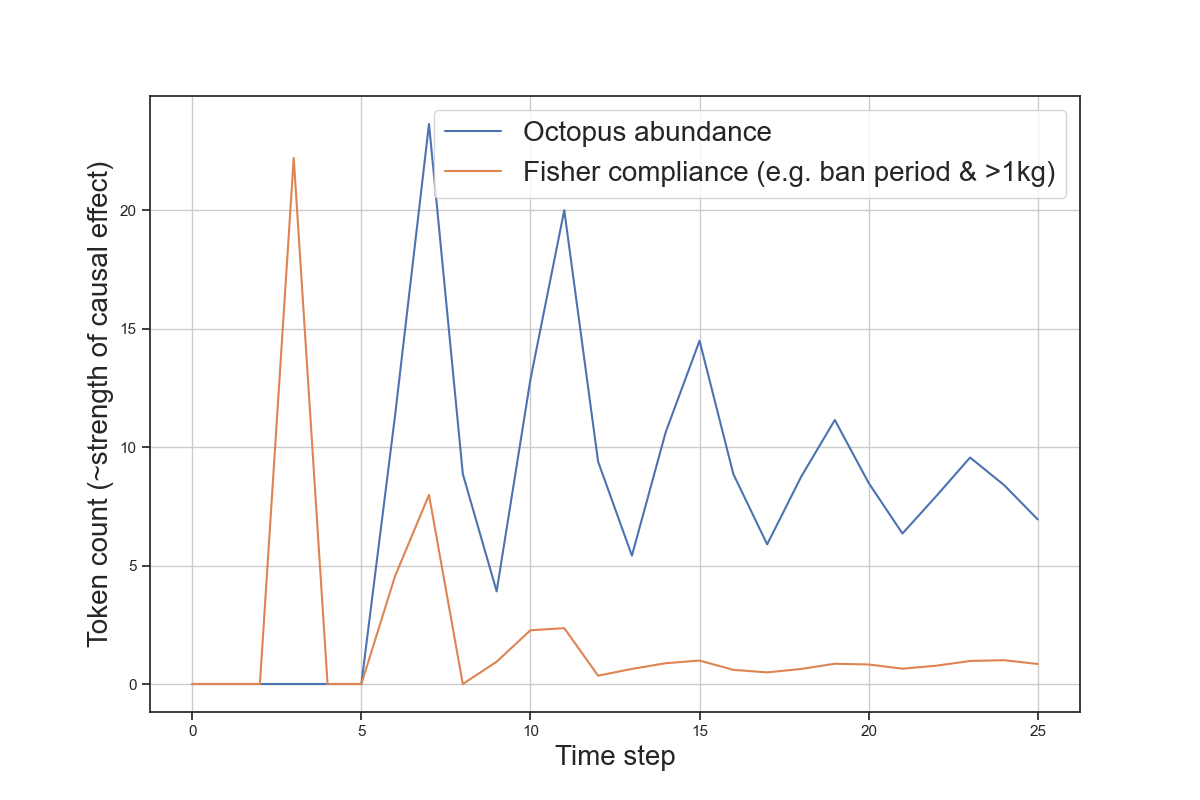 Octopus abundance
Fisher compliance (e.g. ban period & >1kg)
Token count (~strength of causal effect)
20
15
10
5
0
0 5 10 15 20 25
Time step